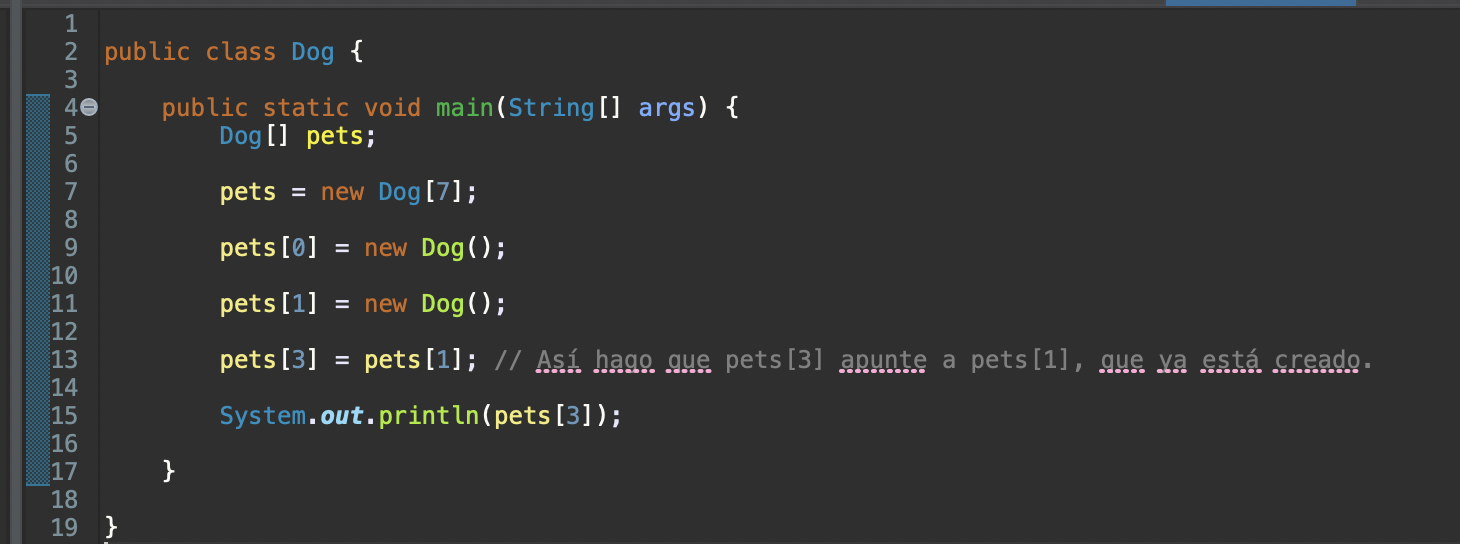 1
2 public class Dog {
3
4 public static void main(String[] args) {
5 Dog[] pets;
6
7 pets = new Dog[7];
8
9 pets[0] = new Dog();
10
11 pets[1] = new Dog();
12
13 pets[3] = pets[1]; // Así hago que pets[3] apunte a pets[1], que ya está creado.
14
15 System.out.println(pets[3]);
16
17 }
18
19 }